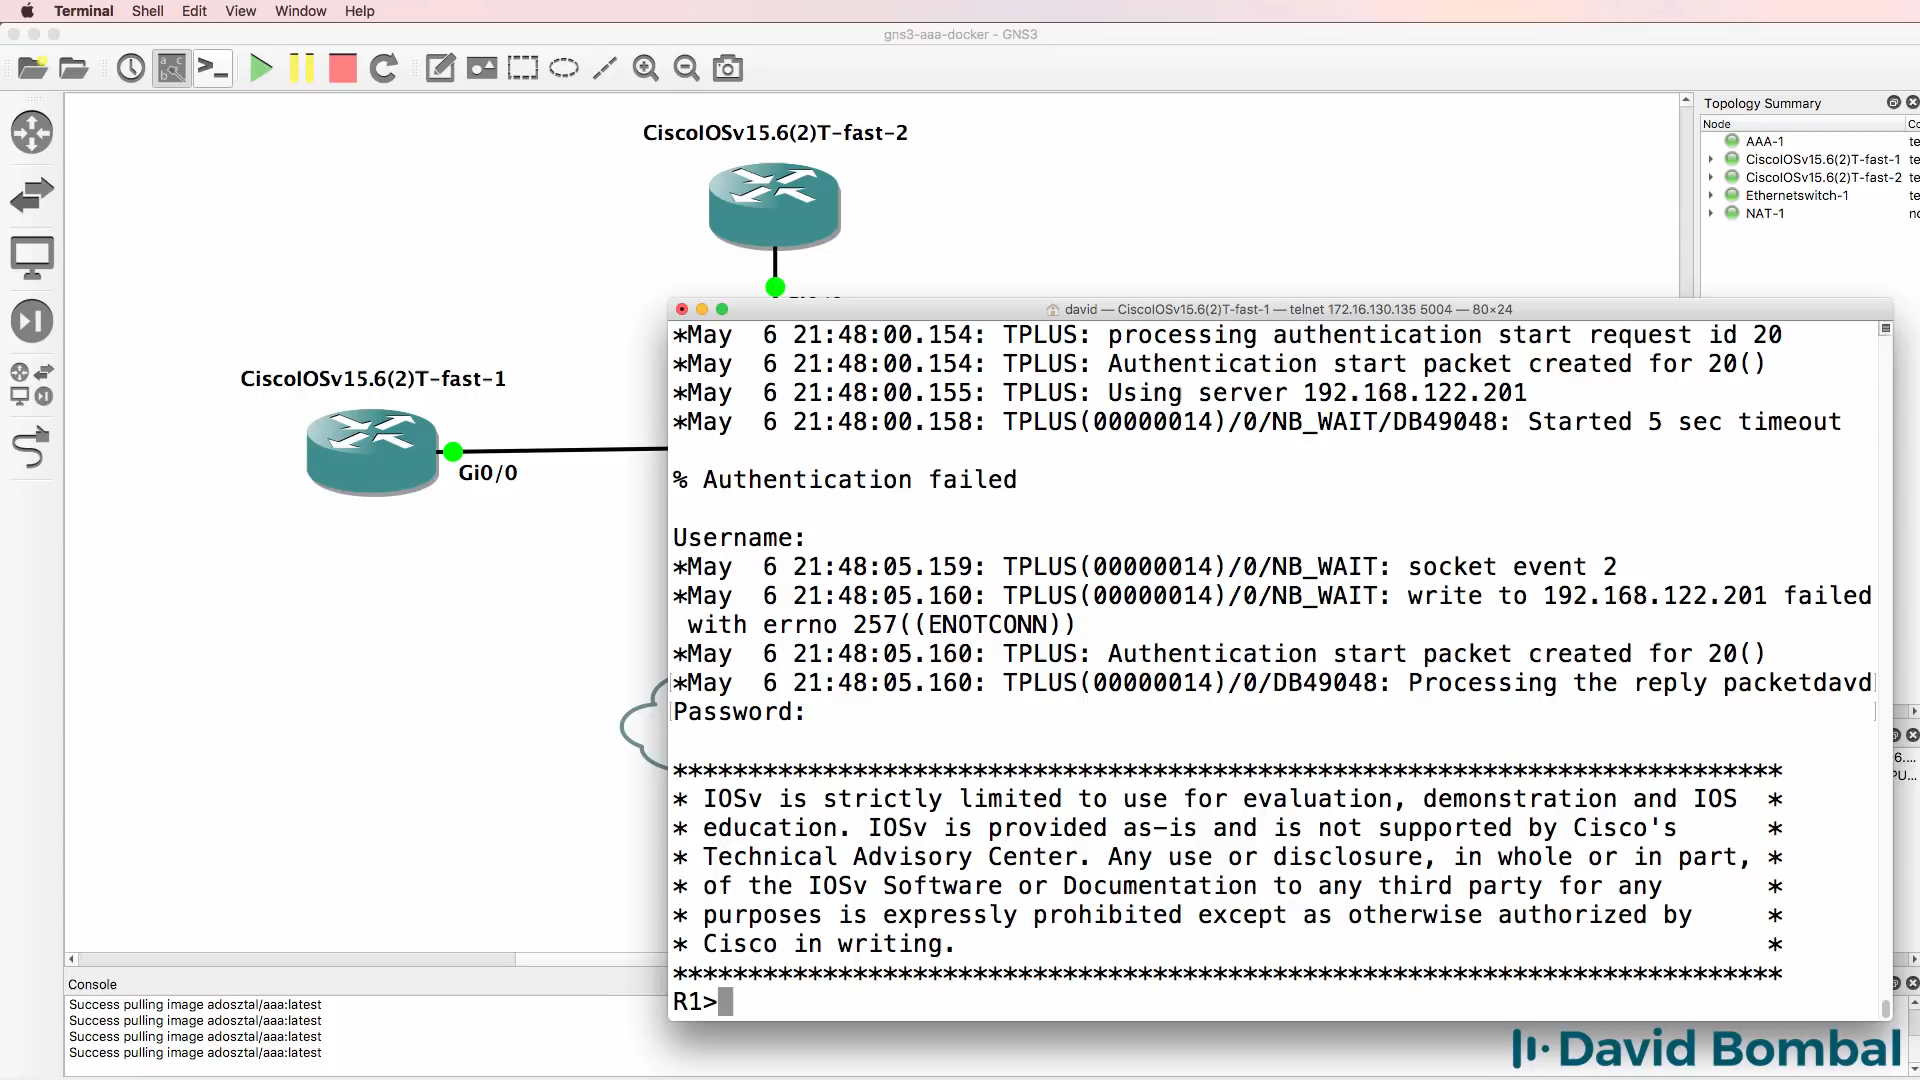 Terminal Shell Edit View Window Help
gns3-aaa-docker - GNS3
CiscoIOSv15.6(2)T-fast-2
CiscoIOSv15.6(2)T-fast-1
Gi0/0
Topology Summary
Node
AAA-1 te
CiscoIOSv15.6(2)T-fast-1 te
CiscoIOSv15.6(2)T-fast-2 te
Ethernetswitch-1 te
NAT-1
david — CiscoIOSv15.6(2)T-fast-1 — telnet 172.16.130.135 5004 — 80×24
*May  6 21:48:00.154: TPLUS: processing authentication start request id 20
*May  6 21:48:00.154: TPLUS: Authentication start packet created for 20()
*May  6 21:48:00.155: TPLUS: Using server 192.168.122.201
*May  6 21:48:00.158: TPLUS(00000014)/0/NB_WAIT/DB49048: Started 5 sec timeout
% Authentication failed
Username:
*May  6 21:48:05.159: TPLUS(00000014)/0/NB_WAIT: socket event 2
*May  6 21:48:05.160: TPLUS(00000014)/0/NB_WAIT: write to 192.168.122.201 failed
with errno 257((ENOTCONN))
*May  6 21:48:05.160: TPLUS: Authentication start packet created for 20()
*May  6 21:48:05.160: TPLUS(00000014)/0/DB49048: Processing the reply packetdavd
Password:
**************************************************************************
* IOSv is strictly limited to use for evaluation, demonstration and IOS  *
* education. IOSv is provided as-is and is not supported by Cisco's      *
* Technical Advisory Center. Any use or disclosure, in whole or in part, *
* of the IOSv Software or Documentation to any third party for any       *
* purposes is expressly prohibited except as otherwise authorized by     *
* Cisco in writing.                                                      *
**************************************************************************
R1>
Console
Success pulling image adosztal/aaa:latest
Success pulling image adosztal/aaa:latest
Success pulling image adosztal/aaa:latest
Success pulling image adosztal/aaa:latest
David Bombal